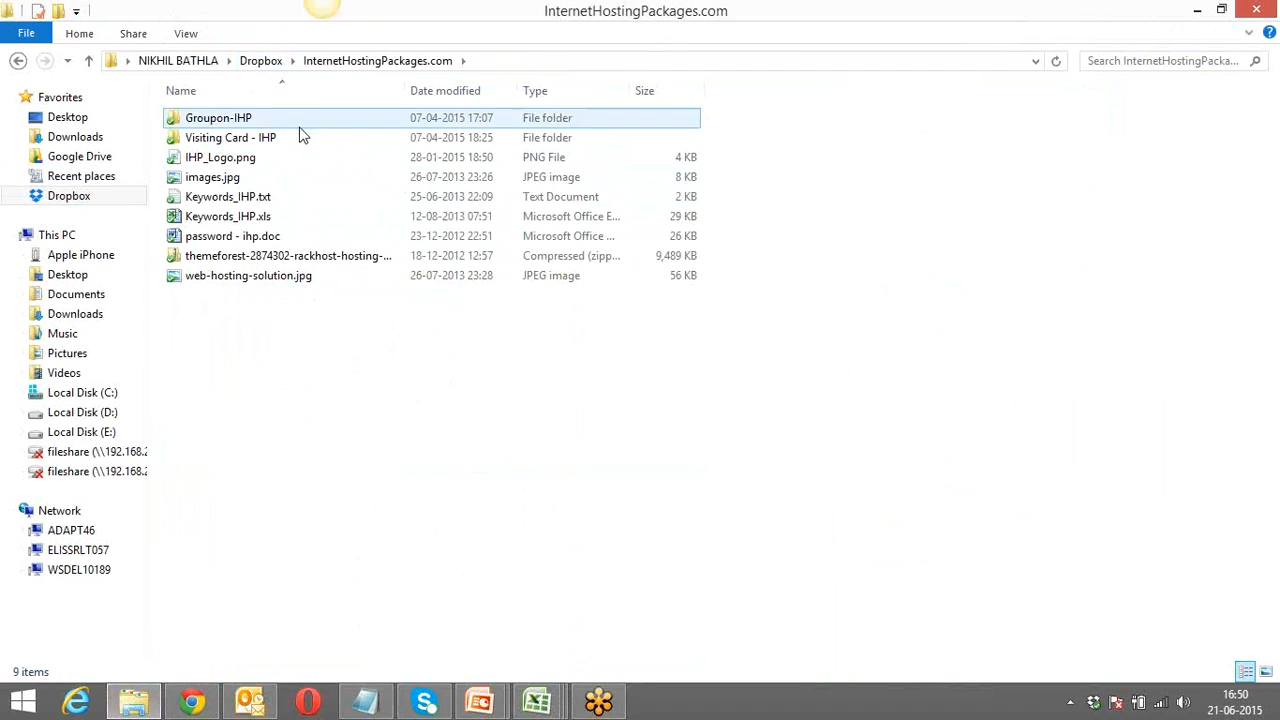 InternetHostingPackages.com
File Home Share View
NIKHIL BATHLA Dropbox InternetHostingPackages.com Search InternetHostingPacka...
Name Date modified Type Size
Favorites
Desktop
Downloads
Google Drive
Recent places
Dropbox
This PC
Apple iPhone
Desktop
Documents
Downloads
Music
Pictures
Videos
Local Disk (C:)
Local Disk (D:)
Local Disk (E:)
fileshare (\\192.168.2
fileshare (\\192.168.2
Network
ADAPT46
ELISSRLT057
WSDEL10189
Groupon-IHP 07-04-2015 17:07 File folder
Visiting Card - IHP 07-04-2015 18:25 File folder
IHP_Logo.png 28-01-2015 18:50 PNG File 4 KB
images.jpg 26-07-2013 23:26 JPEG image 8 KB
Keywords_IHP.txt 25-06-2013 22:09 Text Document 2 KB
Keywords_IHP.xls 12-08-2013 07:51 Microsoft Office E... 29 KB
password - ihp.doc 23-12-2012 22:51 Microsoft Office ... 26 KB
themeforest-2874302-rackhost-hosting-... 18-12-2012 12:57 Compressed (zipp... 9,489 KB
web-hosting-solution.jpg 26-07-2013 23:28 JPEG image 56 KB
9 items
16:50
21-06-2015